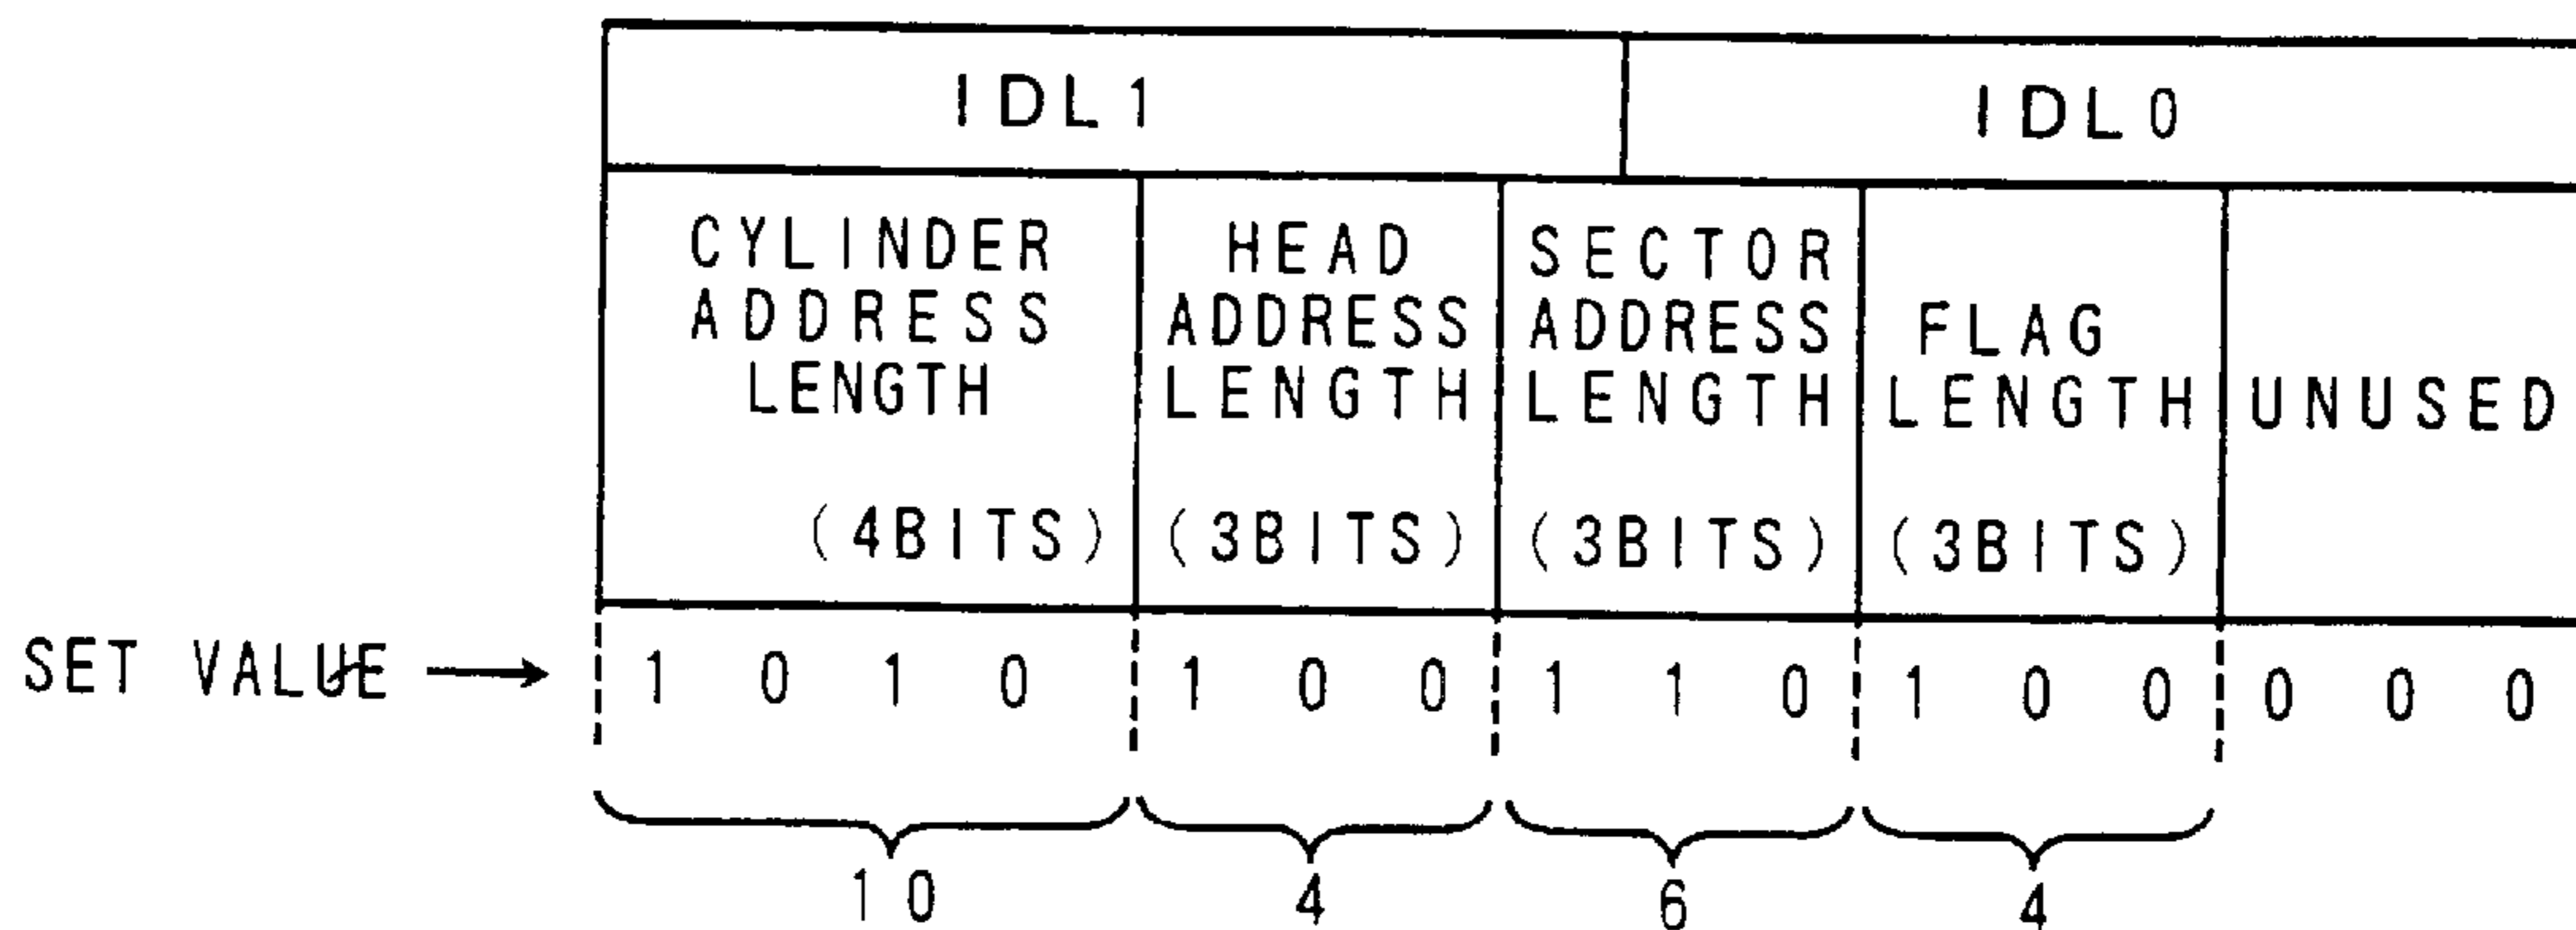 IDL1 IDL0
CYLINDER ADDRESS LENGTH (4BITS)
HEAD ADDRESS LENGTH (3BITS)
SECTOR ADDRESS LENGTH (3BITS)
FLAG LENGTH (3BITS)
UNUSED
SET VALUE → 1 0 1 0 1 0 0 1 1 0 1 0 0 0 0 0
10 4 6 4